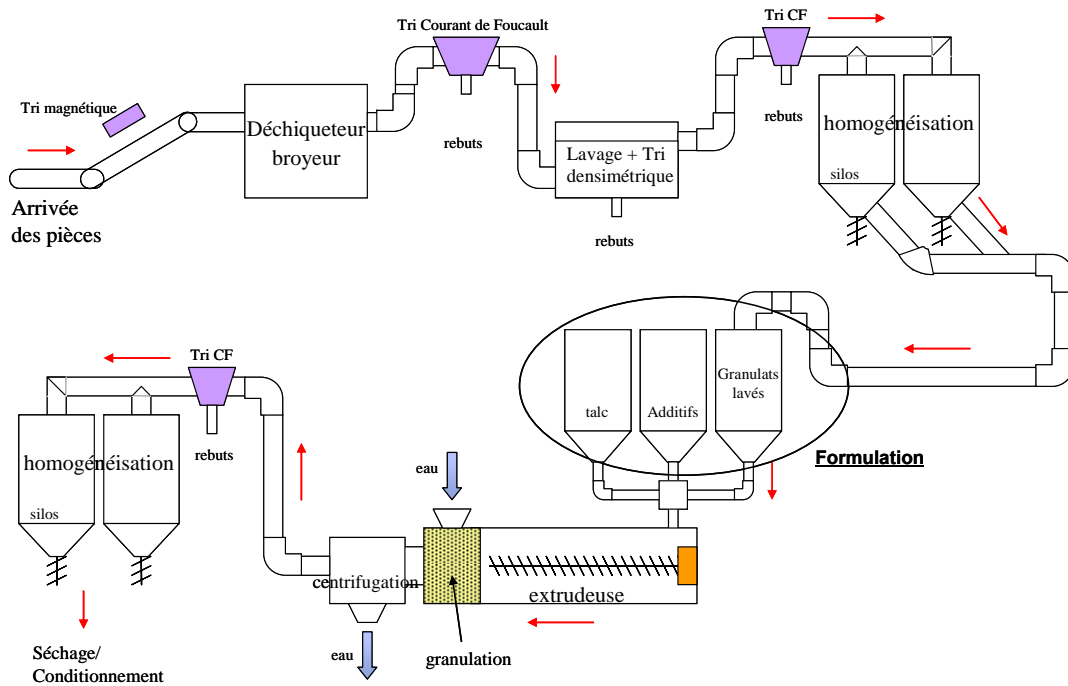 Tri Courant de Foucault
Tri CF
Tri magnétique
Déchiqueteur
broyeur
rebuts
rebuts
homogénéisation
Lavage + Tri
densimétrique
silos
Arrivée
des pièces
rebuts
Tri CF
Granulats
lavés
talc
Additifs
homogénéisation
rebuts
Formulation
eau
silos
centrifugation
extrudeuse
Séchage/
Conditionnement
eau
granulation